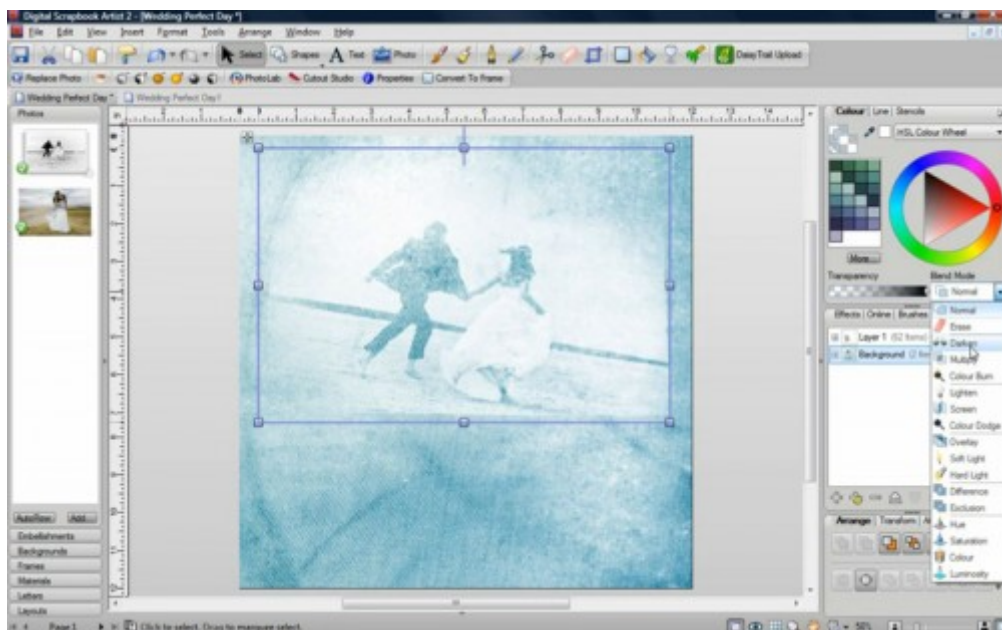 Digital Scrapbook Artist 2 - [Wedding Perfect Day *]
File Edit View Insert Format Tools Arrange Window Help
Select Shapes Text Photo DaisyTrail Upload
Replace Photo PhotoLab Cutout Studio Properties Convert To Frame
Wedding Perfect Day * Wedding Perfect Day1
Photos
AutoFlow Add...
Embellishments
Backgrounds
Frames
Materials
Letters
Layouts
Colour Line Stencils
HSL Colour Wheel
More...
Transparency Blend Mode
Normal
Effects Online Brushes
Layer 1 (62 items)
Background
Normal
Erase
Darken
Multiply
Colour Burn
Lighten
Screen
Colour Dodge
Overlay
Soft Light
Hard Light
Difference
Exclusion
Hue
Saturation
Colour
Luminosity
Arrange Transform
Page 1 Click to select. Drag to marquee select. 50%